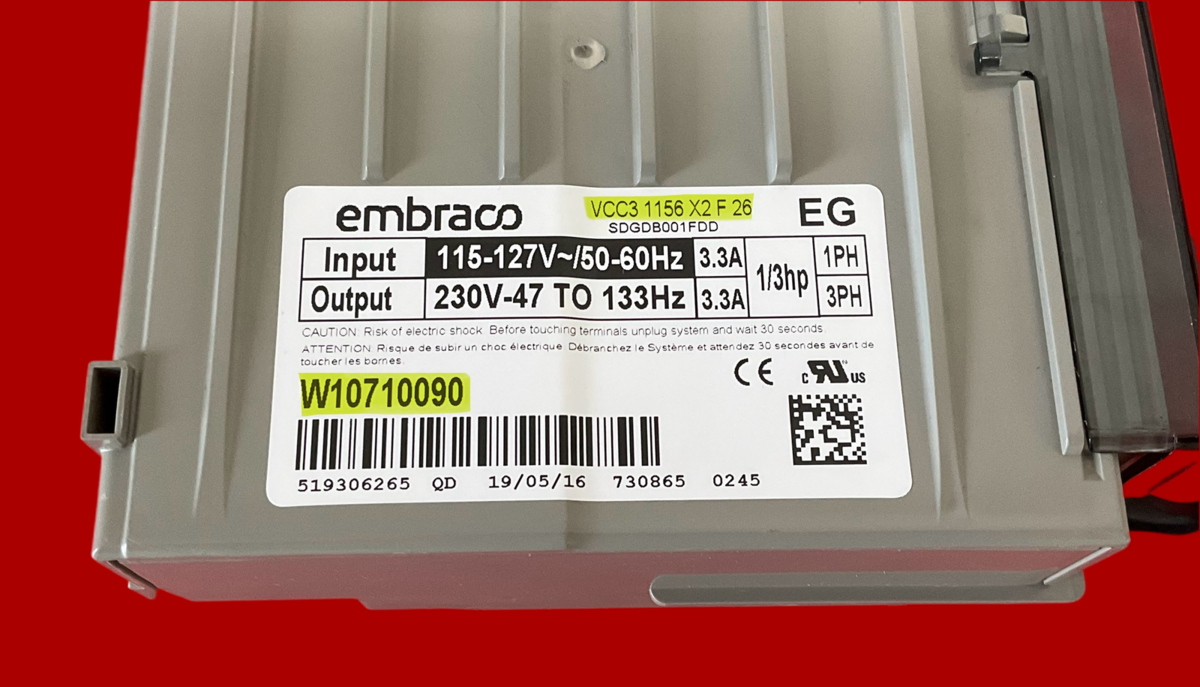 embraco VCC3 1156 X2 F 26 EG
SDGDB001FDD
Input 115-127V~/50-60Hz 3.3A 1/3hp 1PH
Output 230V-47 TO 133Hz 3.3A 3PH
CAUTION: Risk of electric shock. Before touching terminals unplug system and wait 30 seconds.
ATTENTION: Risque de subir un choc électrique. Débranchez le Système et attendez 30 secondes avant de
toucher les bornes.
CE c RU US
W10710090
519306265 QD 19/05/16 730865 0245